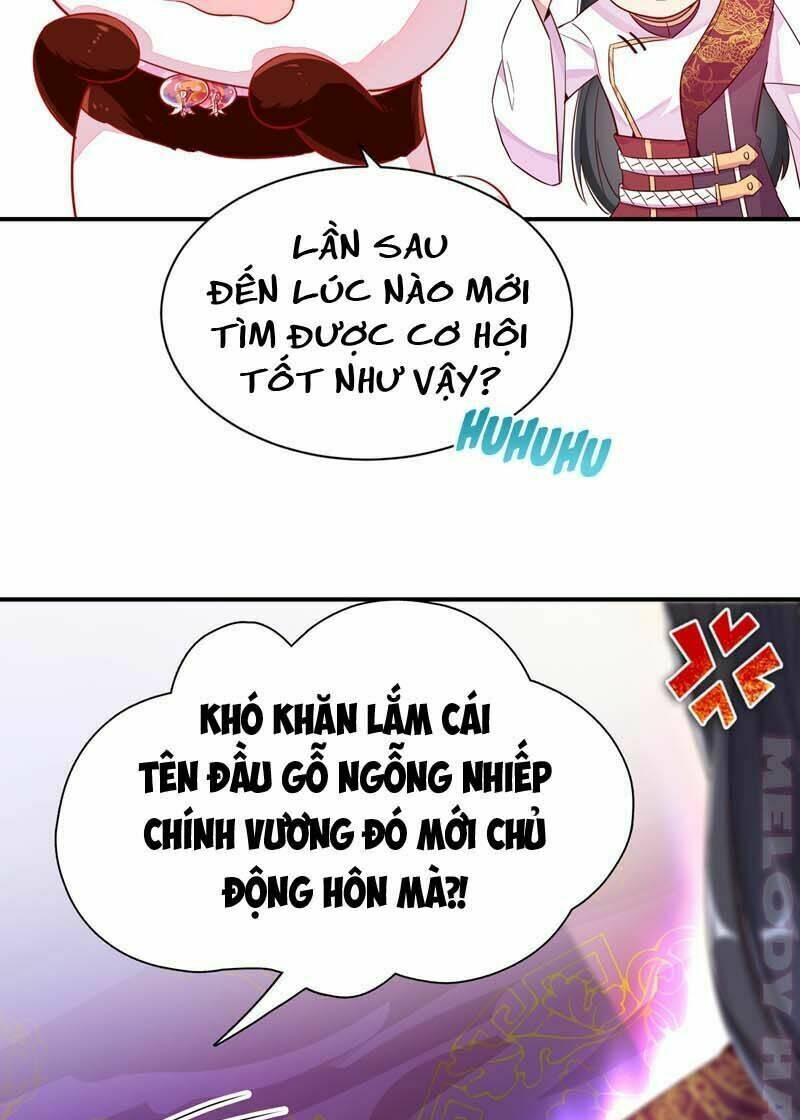 LẦN SAU
ĐẾN LÚC NÀO MỚI
TÌM ĐƯỢC CƠ HỘI
TỐT NHƯ VẬY?
HUHUHU
KHÓ KHĂN LẮM CÁI
TÊN ĐẦU GỖ NGỖNG NHIẾP
CHÍNH VƯƠNG ĐÓ MỚI CHỦ
ĐỘNG HÔN MÀ?!
MELODY